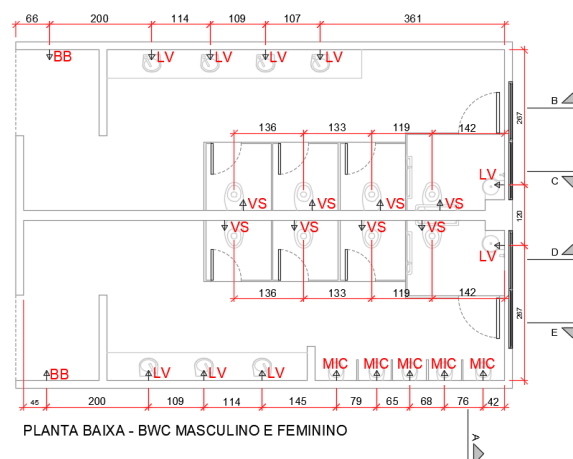 66 200 114 109 107 361
BB LV LV LV LV
B
267
136 133 119 142
C
LV
VS VS VS VS
120
VS VS VS VS
LV
D
136 133 119 142
267
E
MIC MIC MIC MIC MIC
BB LV LV LV
45 200 109 114 145 79 65 68 76 42
PLANTA BAIXA - BWC MASCULINO E FEMININO
A